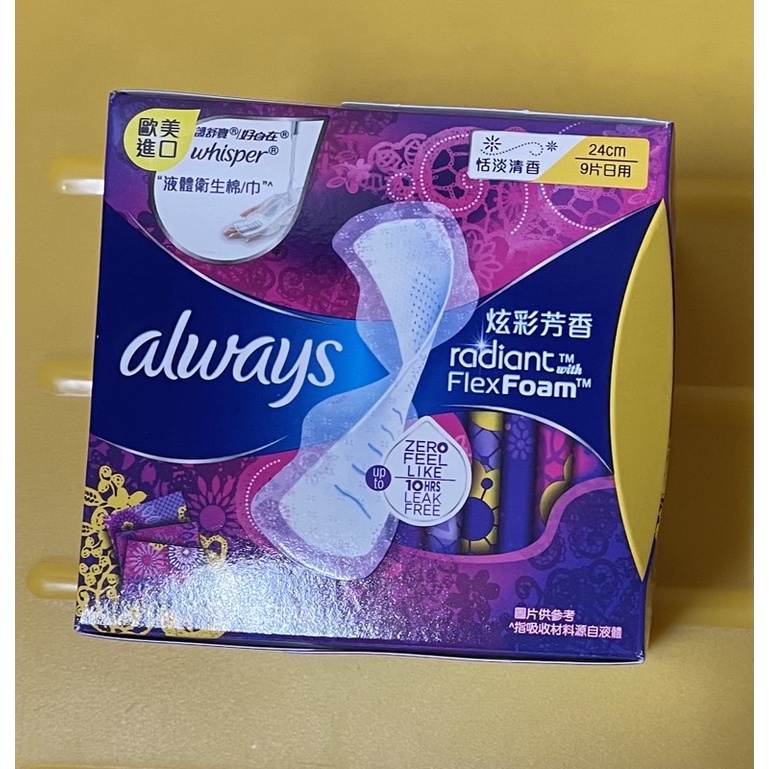 歐美
進口
護舒寶®/好自在®
whisper®
“液體衛生棉/巾”^
恬淡清香
24cm
9片日用
always
炫彩芳香
radiant™
with
FlexFoam™
up
to
ZERO
FEEL
LIKE
10HRS
LEAK
FREE
圖片供參考
^指吸收材料源自液體